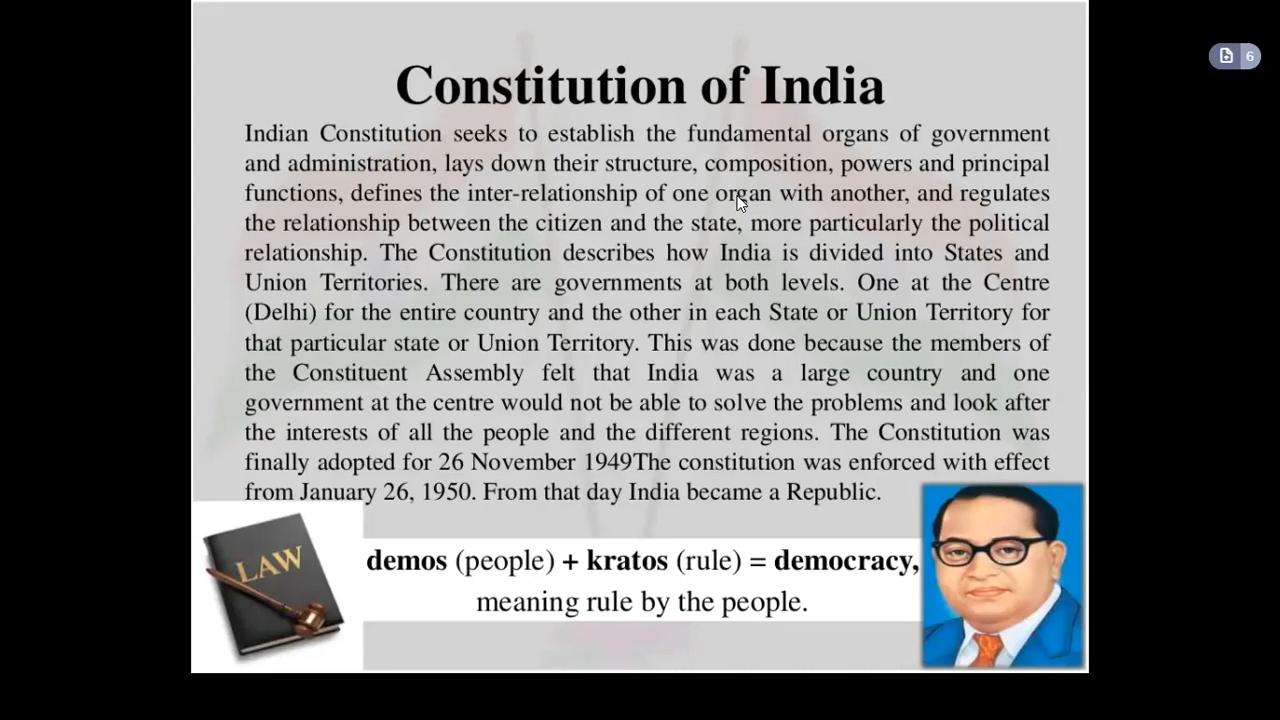 6
Constitution of India
Indian Constitution seeks to establish the fundamental organs of government
and administration, lays down their structure, composition, powers and principal
functions, defines the inter-relationship of one organ with another, and regulates
the relationship between the citizen and the state, more particularly the political
relationship. The Constitution describes how India is divided into States and
Union Territories. There are governments at both levels. One at the Centre
(Delhi) for the entire country and the other in each State or Union Territory for
that particular state or Union Territory. This was done because the members of
the Constituent Assembly felt that India was a large country and one
government at the centre would not be able to solve the problems and look after
the interests of all the people and the different regions. The Constitution was
finally adopted for 26 November 1949The constitution was enforced with effect
from January 26, 1950. From that day India became a Republic.
LAW
demos (people) + kratos (rule) = democracy,
meaning rule by the people.